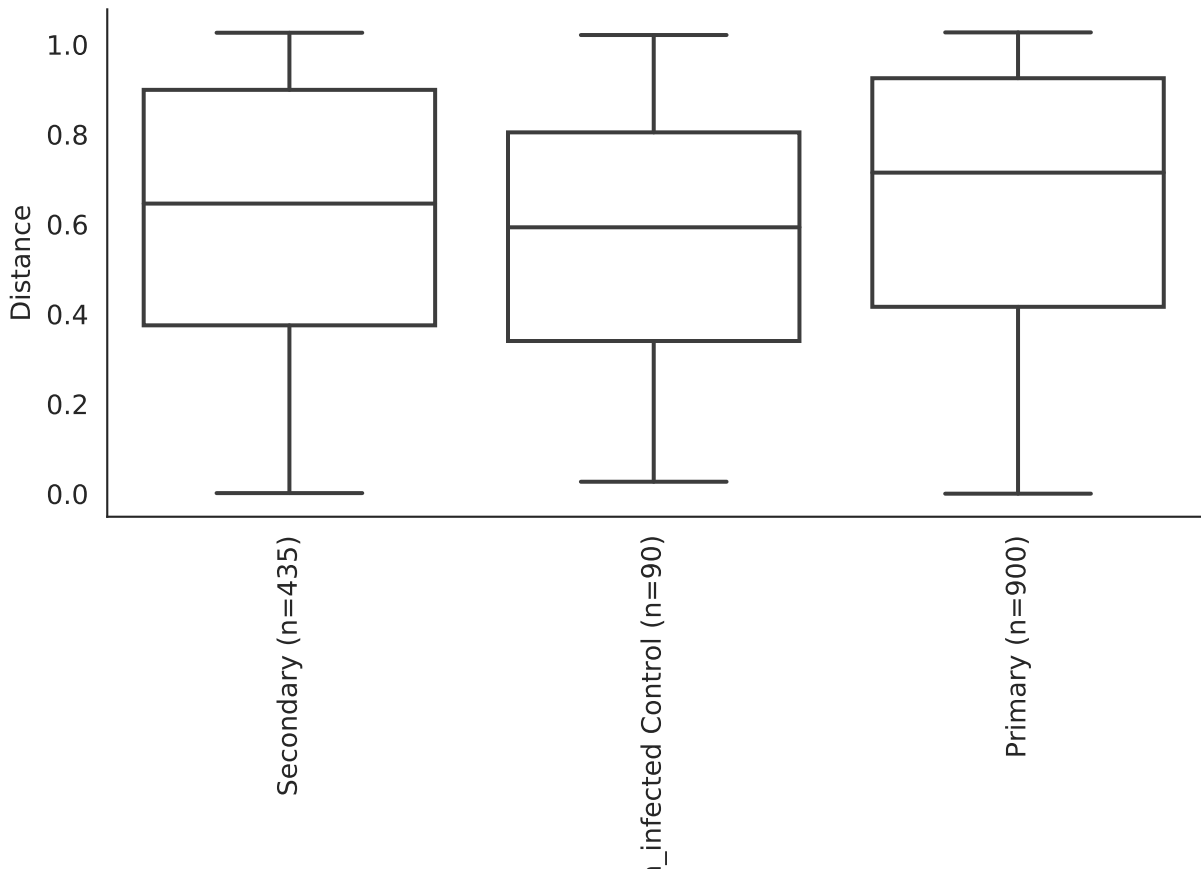 1.0
0.8
0.6
0.4
0.2
0.0
Distance
Secondary (n=435)
Control (n=90)
Primary (n=900)